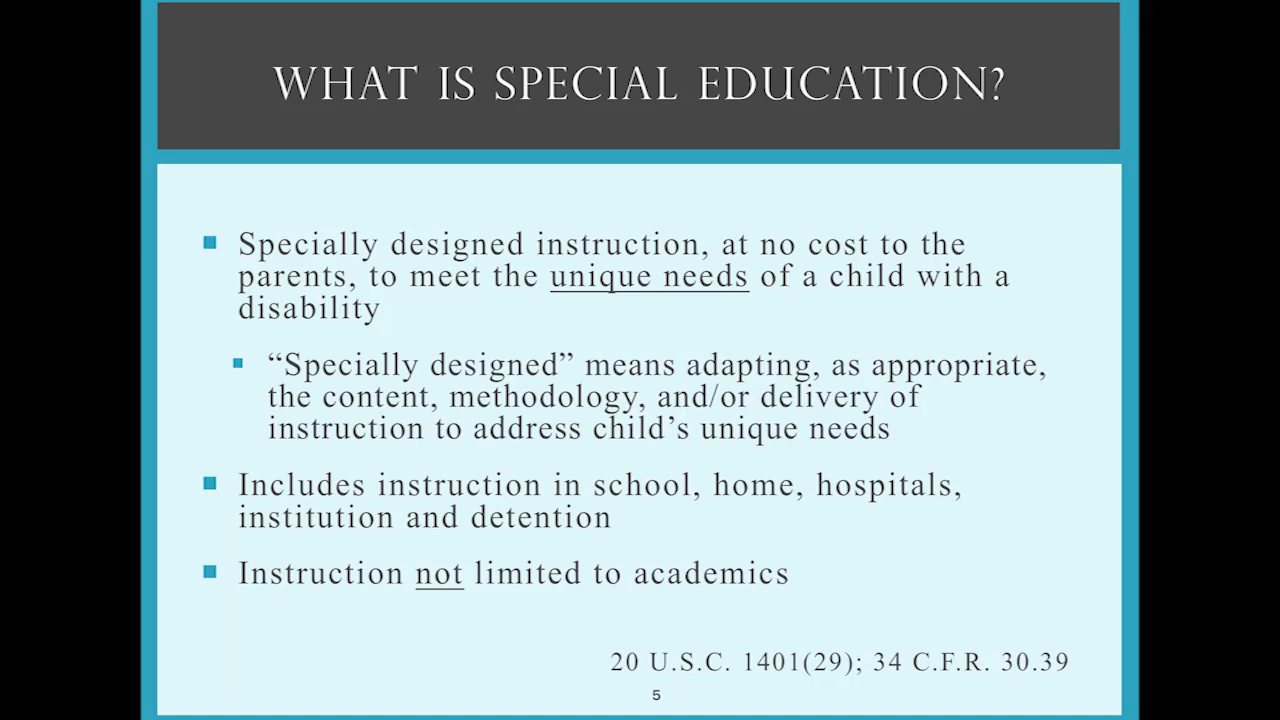 WHAT IS SPECIAL EDUCATION?
Specially designed instruction, at no cost to the
parents, to meet the unique needs of a child with a
disability
“Specially designed” means adapting, as appropriate,
the content, methodology, and/or delivery of
instruction to address child’s unique needs
Includes instruction in school, home, hospitals,
institution and detention
Instruction not limited to academics
20 U.S.C. 1401(29); 34 C.F.R. 30.39
5